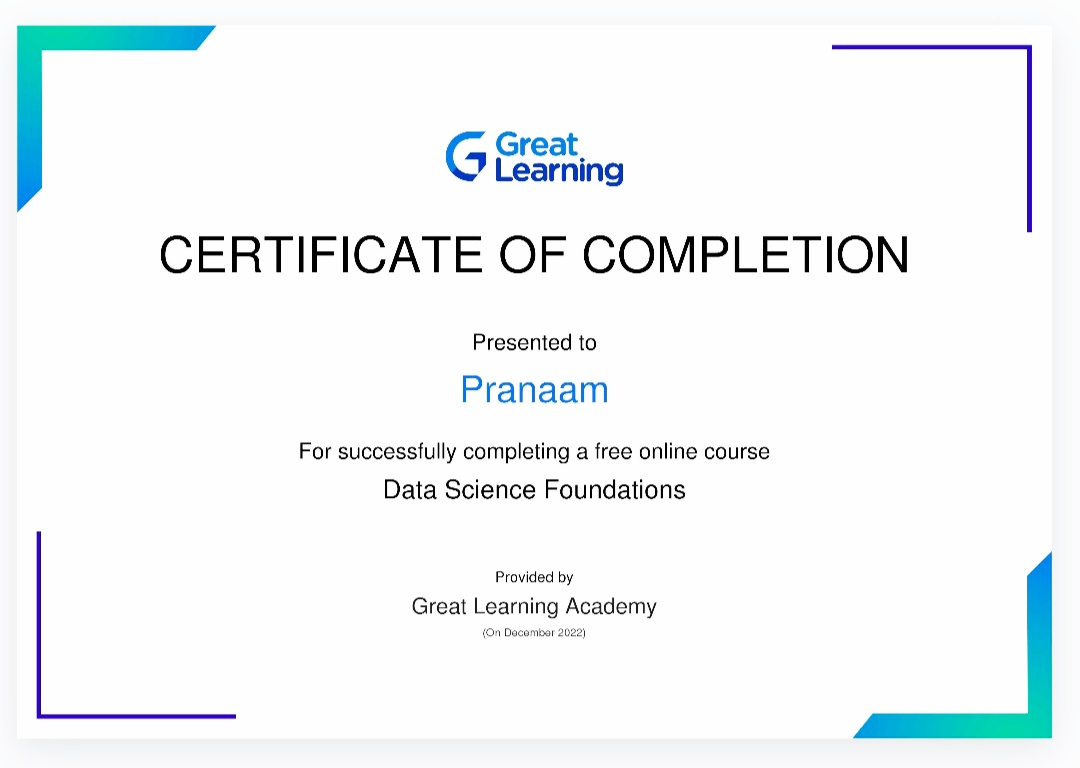 Great
Learning
CERTIFICATE OF COMPLETION
Presented to
Pranaam
For successfully completing a free online course
Data Science Foundations
Provided by
Great Learning Academy
(On December 2022)